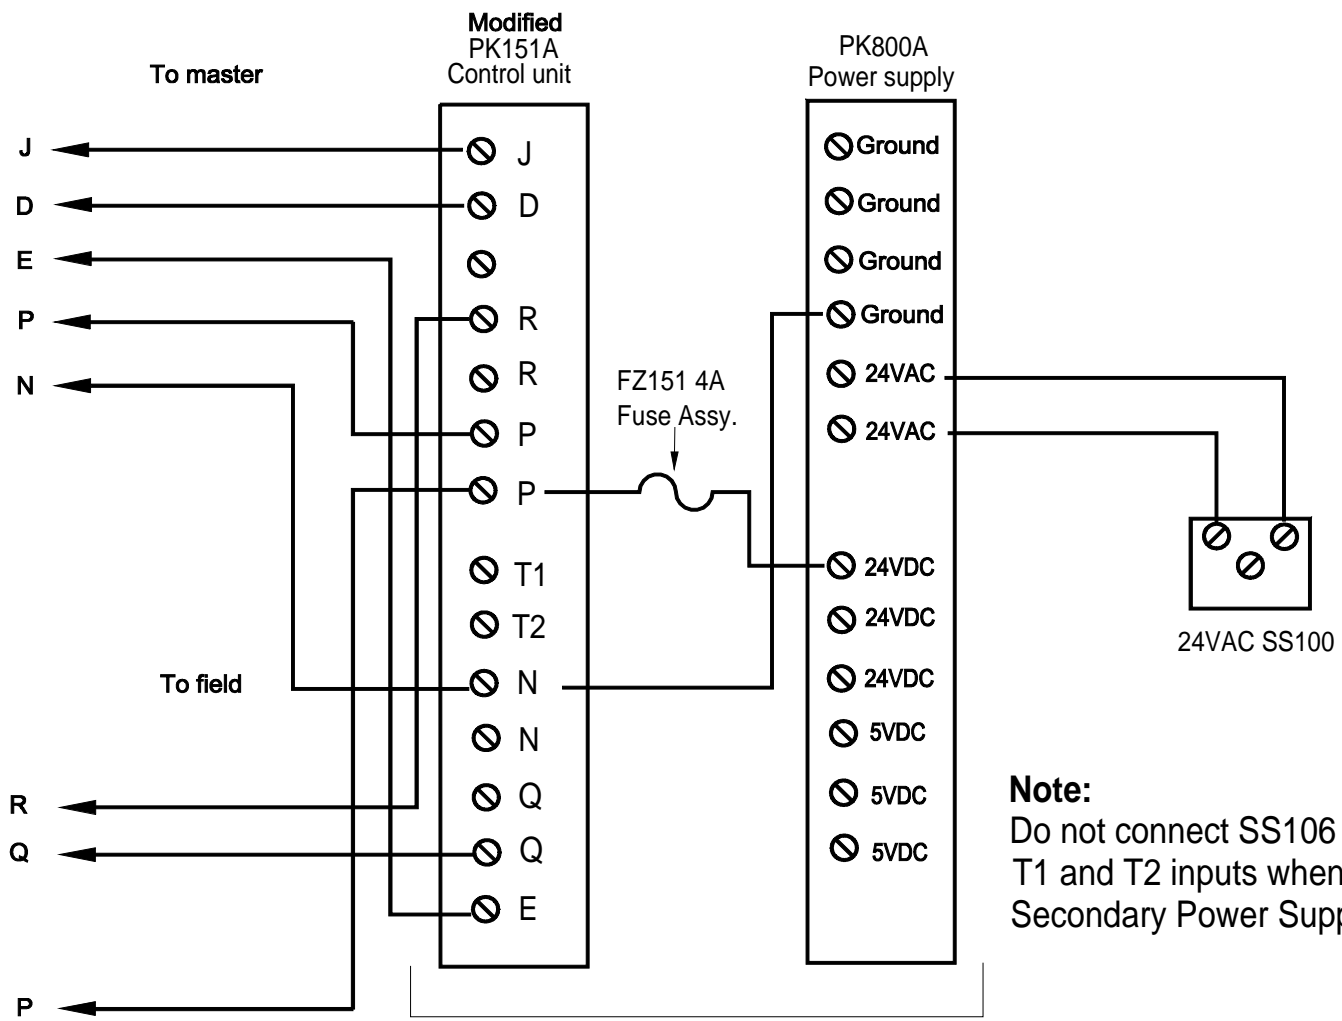 Modified
PK151A
Control unit
PK800A
Power supply
To master
J
D
E
P
N
J
D
R
R
P
P
T1
T2
N
N
Q
Q
E
FZ151 4A
Fuse Assy.
Ground
Ground
Ground
Ground
24VAC
24VAC
24VDC
24VDC
24VDC
5VDC
5VDC
5VDC
24VAC SS100
To field
R
Q
P
Note:
Do not connect SS106
T1 and T2 inputs when
Secondary Power